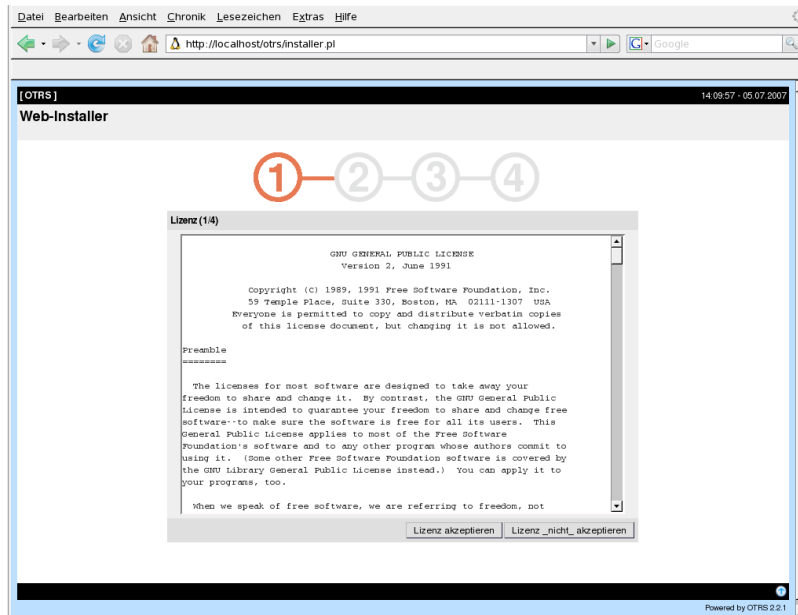 Datei Bearbeiten Ansicht Chronik Lesezeichen Extras Hilfe
http://localhost/otrs/installer.pl
G Google
[ OTRS ]
14:09:57 - 05.07.2007
Web-Installer
1 2 3 4
Lizenz (1/4)
GNU GENERAL PUBLIC LICENSE
Version 2, June 1991
Copyright (C) 1989, 1991 Free Software Foundation, Inc.
59 Temple Place, Suite 330, Boston, MA 02111-1307 USA
Everyone is permitted to copy and distribute verbatim copies
of this license document, but changing it is not allowed.
Preamble
========
The licenses for most software are designed to take away your
freedom to share and change it. By contrast, the GNU General Public
License is intended to guarantee your freedom to share and change free
software--to make sure the software is free for all its users. This
General Public License applies to most of the Free Software
Foundation's software and to any other program whose authors commit to
using it. (Some other Free Software Foundation software is covered by
the GNU Library General Public License instead.) You can apply it to
your programs, too.
When we speak of free software, we are referring to freedom, not
Lizenz akzeptieren
Lizenz _nicht_ akzeptieren
Powered by OTRS 2.2.1